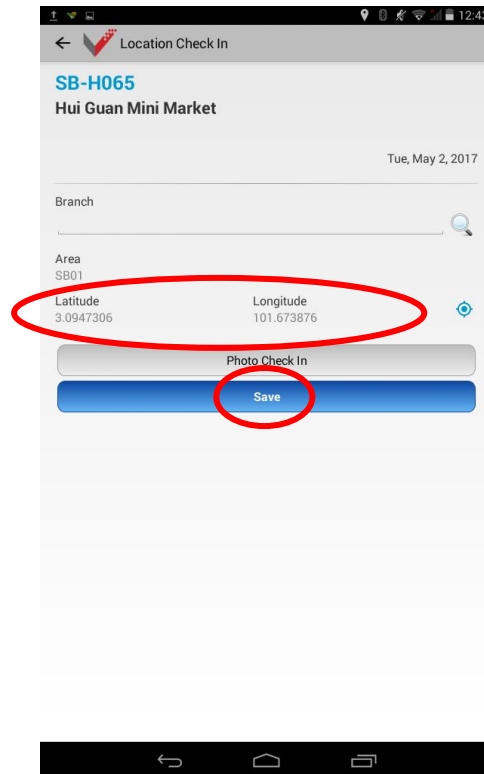 12:43
Location Check In
SB-H065
Hui Guan Mini Market
Tue, May 2, 2017
Branch
Area
SB01
Latitude Longitude
3.0947306 101.673876
Photo Check In
Save